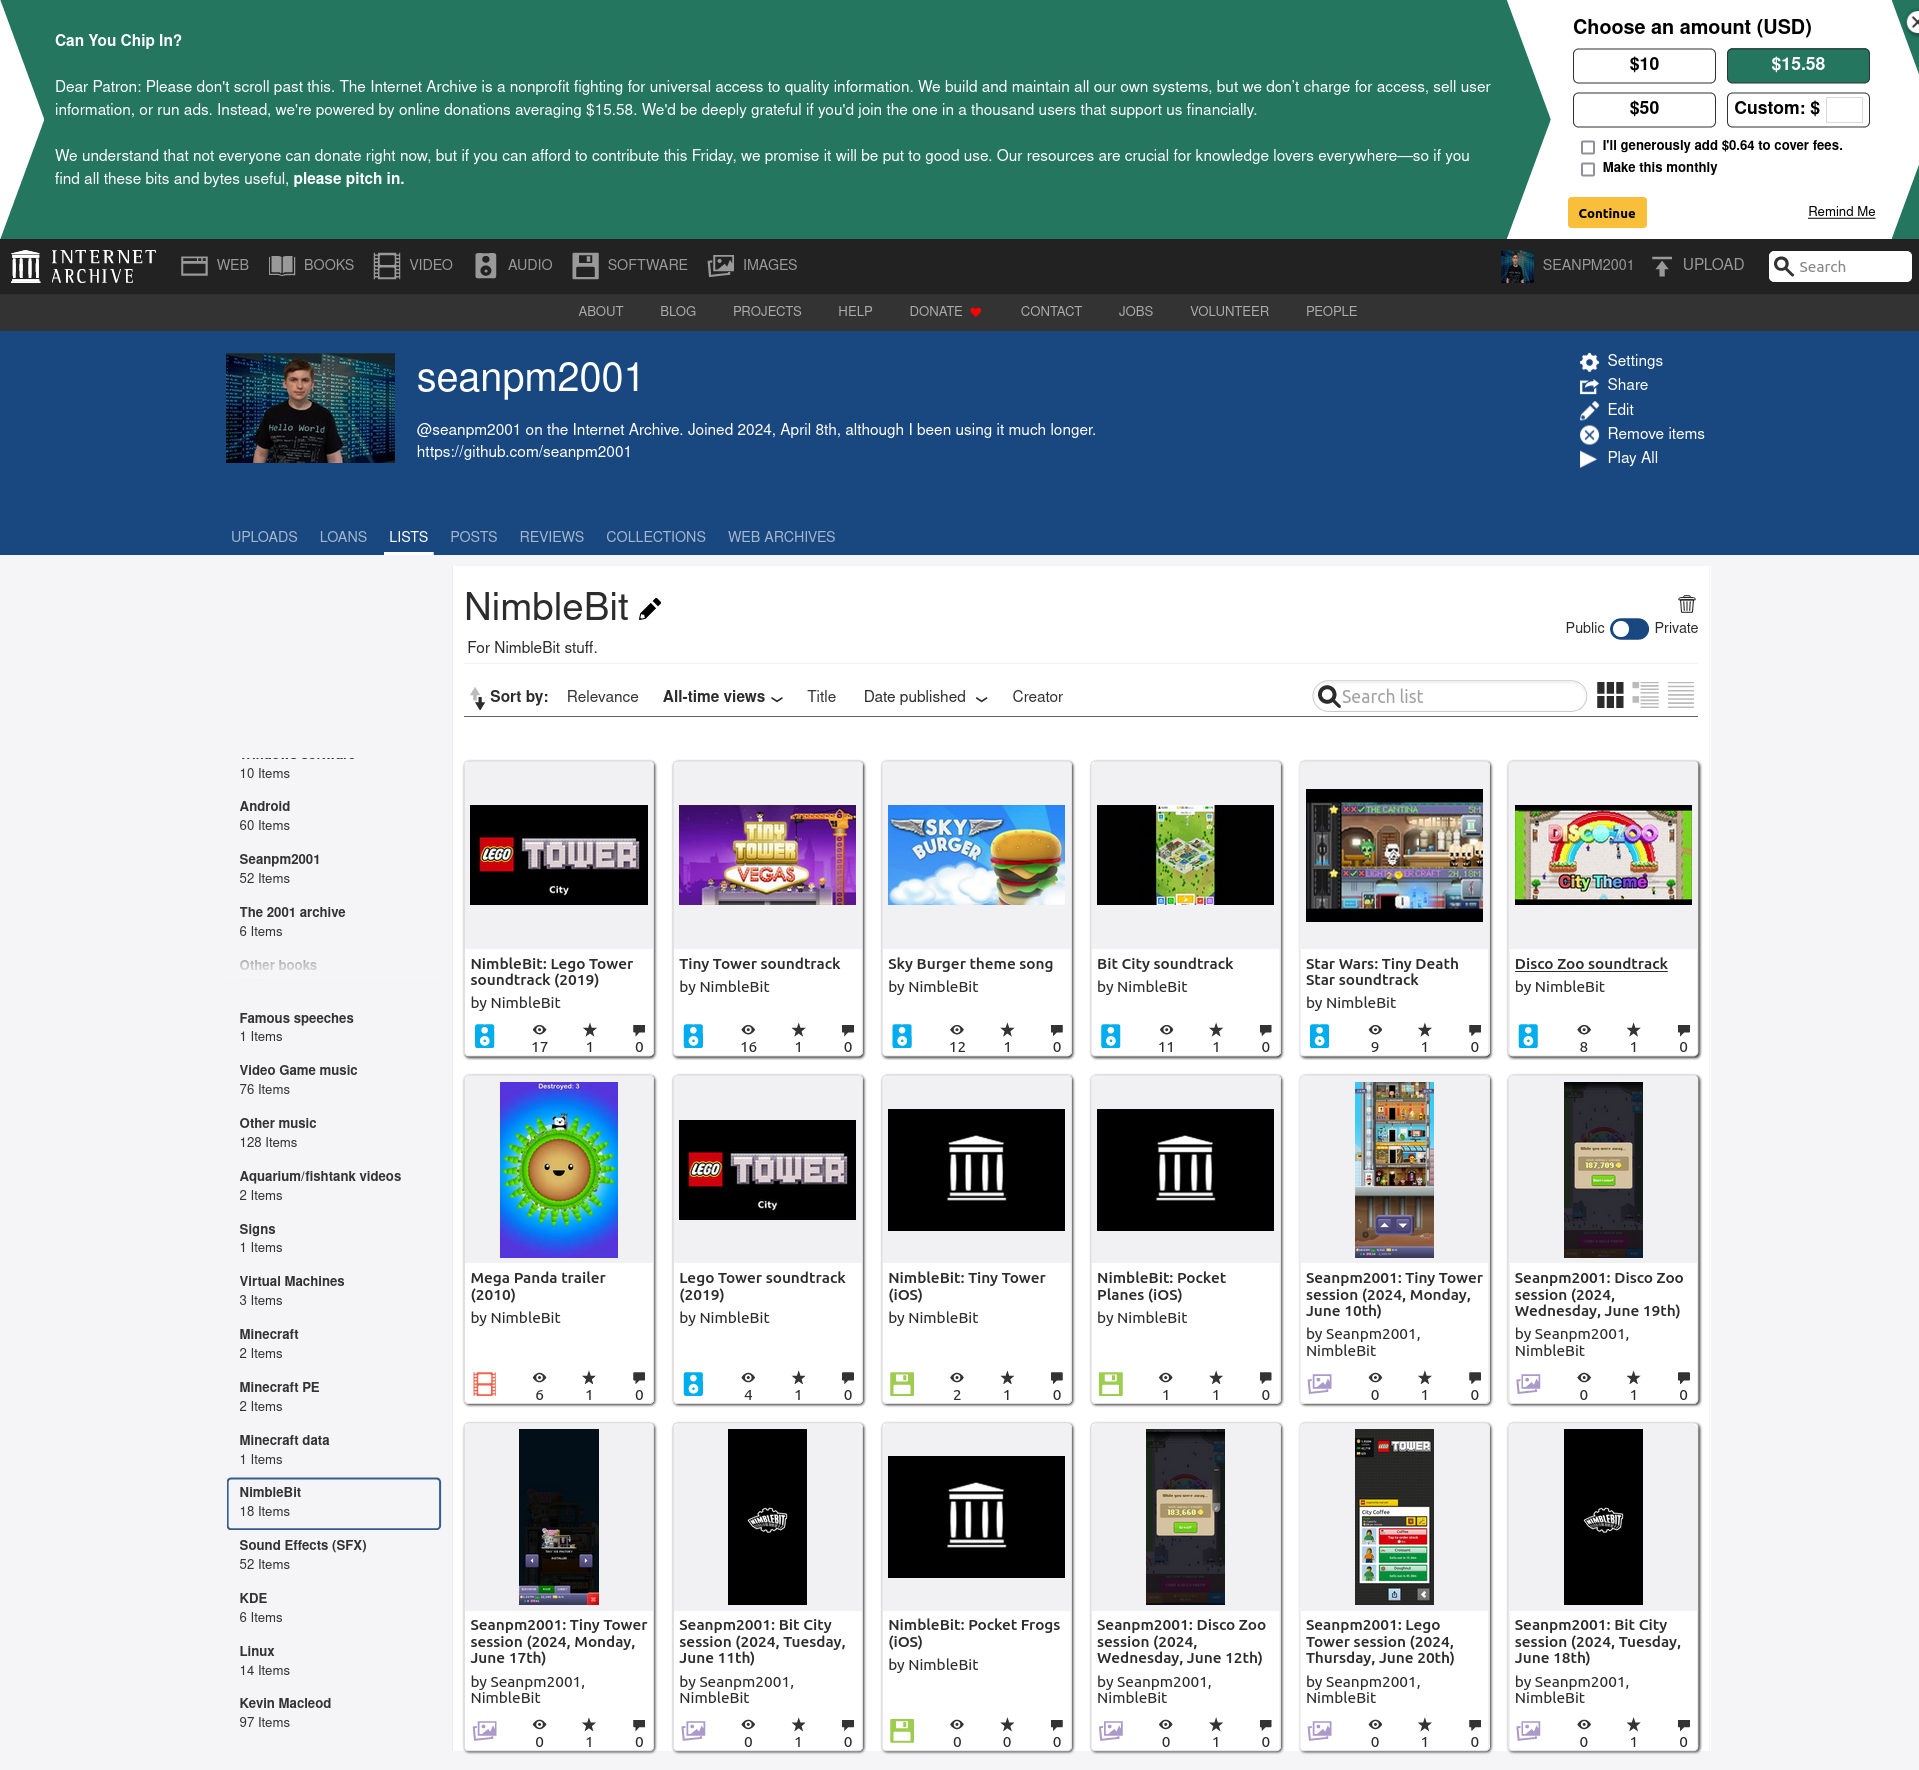 Can You Chip In?
Dear Patron: Please don't scroll past this. The Internet Archive is a nonprofit fighting for universal access to quality information. We build and maintain all our own systems, but we don't charge for access, sell user
information, or run ads. Instead, we're powered by online donations averaging $15.58. We'd be deeply grateful if you'd join the one in a thousand users that support us financially.
We understand that not everyone can donate right now, but if you can afford to contribute this Friday, we promise it will be put to good use. Our resources are crucial for knowledge lovers everywhere—so if you
find all these bits and bytes useful, please pitch in.
Choose an amount (USD)
$10 $15.58
$50 Custom: $
I'll generously add $0.64 to cover fees.
Make this monthly
Continue Remind Me
INTERNET ARCHIVE WEB BOOKS VIDEO AUDIO SOFTWARE IMAGES SEANPM2001 UPLOAD Search
ABOUT BLOG PROJECTS HELP DONATE CONTACT JOBS VOLUNTEER PEOPLE
Hello World
seanpm2001
@seanpm2001 on the Internet Archive. Joined 2024, April 8th, although I been using it much longer.
https://github.com/seanpm2001
Settings
Share
Edit
Remove items
Play All
UPLOADS LOANS LISTS POSTS REVIEWS COLLECTIONS WEB ARCHIVES
NimbleBit
Public Private
For NimbleBit stuff.
Sort by: Relevance All-time views Title Date published Creator Search list
10 Items
Android
60 Items
Seanpm2001
52 Items
The 2001 archive
6 Items
Other books
Famous speeches
1 Items
Video Game music
76 Items
Other music
128 Items
Aquarium/fishtank videos
2 Items
Signs
1 Items
Virtual Machines
3 Items
Minecraft
2 Items
Minecraft PE
2 Items
Minecraft data
1 Items
NimbleBit
18 Items
Sound Effects (SFX)
52 Items
KDE
6 Items
Linux
14 Items
Kevin Macleod
97 Items
LEGO TOWER
City
NimbleBit: Lego Tower
soundtrack (2019)
by NimbleBit
17 1 0
TINY
TOWER
VEGAS
Tiny Tower soundtrack
by NimbleBit
16 1 0
SKY
BURGER
Sky Burger theme song
by NimbleBit
12 1 0
Bit City soundtrack
by NimbleBit
11 1 0
THE CANTINA 5M
2H, 18M
Star Wars: Tiny Death
Star soundtrack
by NimbleBit
9 1 0
DISCO ZOO
City Theme
Disco Zoo soundtrack
by NimbleBit
8 1 0
Destroyed: 3
Mega Panda trailer
(2010)
by NimbleBit
6 1 0
LEGO TOWER
City
Lego Tower soundtrack
(2019)
by NimbleBit
4 1 0
NimbleBit: Tiny Tower
(iOS)
by NimbleBit
2 1 0
NimbleBit: Pocket
Planes (iOS)
by NimbleBit
1 1 0
Seanpm2001: Tiny Tower
session (2024, Monday,
June 10th)
by Seanpm2001,
NimbleBit
0 1 0
While you were away...
187,709
Seanpm2001: Disco Zoo
session (2024,
Wednesday, June 19th)
by Seanpm2001,
NimbleBit
0 1 0
Seanpm2001: Tiny Tower
session (2024, Monday,
June 17th)
by Seanpm2001,
NimbleBit
0 1 0
NIMBLEBIT
Seanpm2001: Bit City
session (2024, Tuesday,
June 11th)
by Seanpm2001,
NimbleBit
0 1 0
NimbleBit: Pocket Frogs
(iOS)
by NimbleBit
0 0 0
While you were away...
183,660
Seanpm2001: Disco Zoo
session (2024,
Wednesday, June 12th)
by Seanpm2001,
NimbleBit
0 1 0
LEGO TOWER
City Coffee
Coffee
Croissant
Doughnut
Seanpm2001: Lego
Tower session (2024,
Thursday, June 20th)
by Seanpm2001,
NimbleBit
0 1 0
NIMBLEBIT
Seanpm2001: Bit City
session (2024, Tuesday,
June 18th)
by Seanpm2001,
NimbleBit
0 1 0